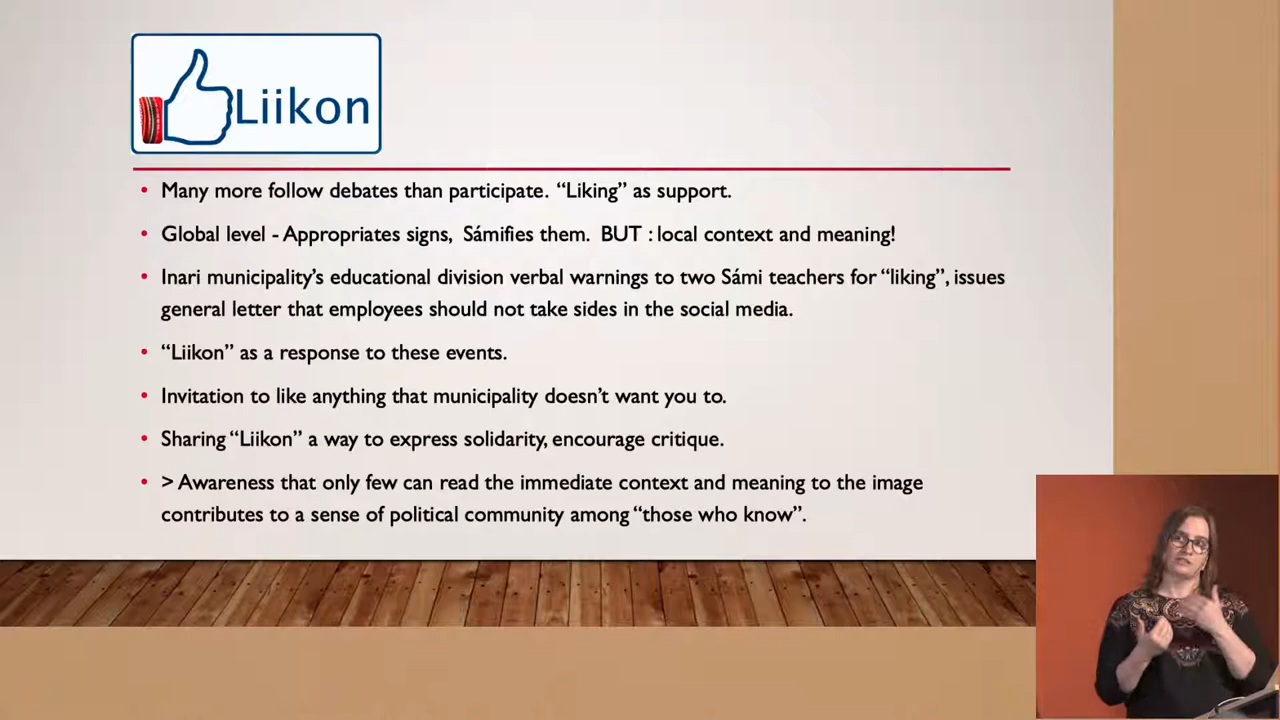 Liikon
• Many more follow debates than participate. “Liking” as support.
• Global level - Appropriates signs, Sámifies them. BUT : local context and meaning!
• Inari municipality’s educational division verbal warnings to two Sámi teachers for “liking”, issues
general letter that employees should not take sides in the social media.
• “Liikon” as a response to these events.
• Invitation to like anything that municipality doesn’t want you to.
• Sharing “Liikon” a way to express solidarity, encourage critique.
• > Awareness that only few can read the immediate context and meaning to the image
contributes to a sense of political community among “those who know”.